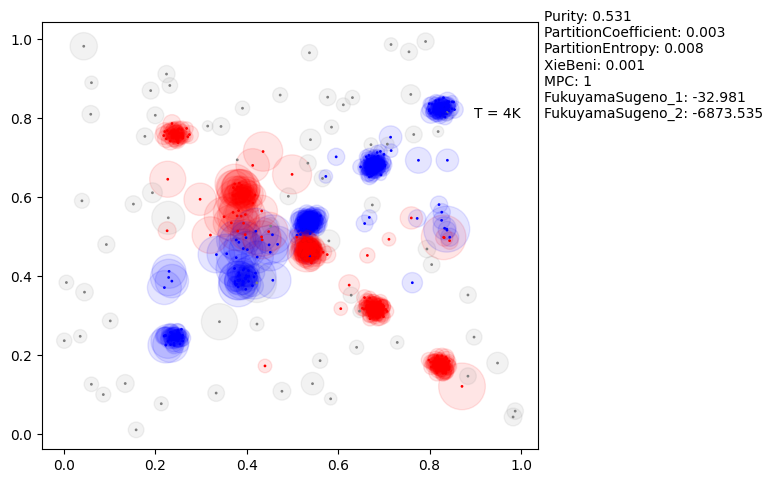 Purity: 0.531
PartitionCoefficient: 0.003
PartitionEntropy: 0.008
XieBeni: 0.001
MPC: 1
FukuyamaSugeno_1: -32.981
FukuyamaSugeno_2: -6873.535
T = 4K
1.0
0.8
0.6
0.4
0.2
0.0
0.0 0.2 0.4 0.6 0.8 1.0